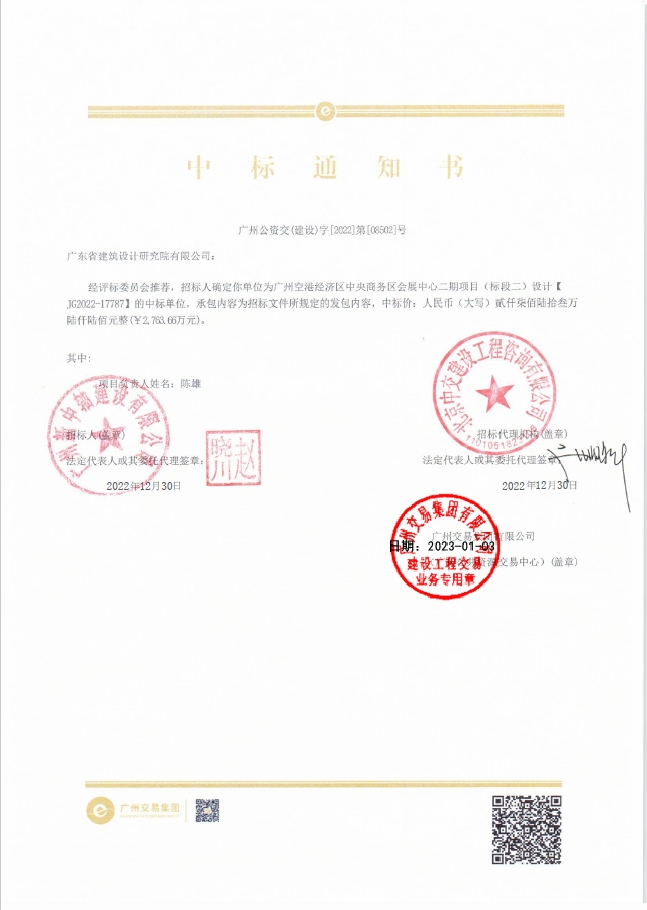 中标通知书
广州公资交(建设)字[2022]第[08502]号
广东省建筑设计研究院有限公司：
经评标委员会推荐，招标人确定你单位为广州空港经济区中央商务区会展中心二期项目（标段二）设计【
JG2022-17787】的中标单位，承包内容为招标文件所规定的发包内容，中标价：人民币（大写）贰仟柒佰陆拾叁万
陆仟陆佰元整(￥2,763.66万元)。
其中:
项目负责人姓名：陈雄
建设有限公司
北京中交建设工程咨询有限公司
招标人(盖章)
招标代理机构(盖章)
法定代表人或其委托代理签章：
赵晓川
法定代表人或其委托代理签章：
2022年12月30日
2022年12月30日
广州交易集团有限公司
广州交易集团有限公司
日期：2023-01-03
建设工程交易
业务专用章
交易中心）(盖章)
广州交易集团